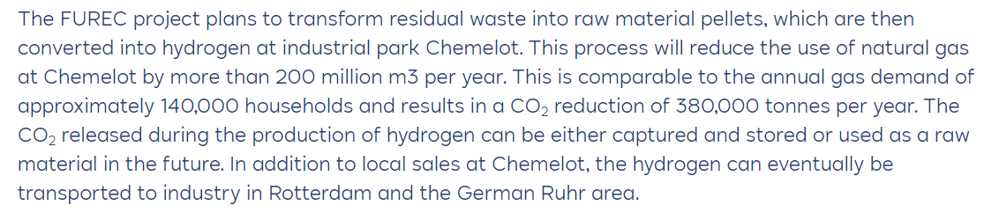 The FUREC project plans to transform residual waste into raw material pellets, which are then
converted into hydrogen at industrial park Chemelot. This process will reduce the use of natural gas
at Chemelot by more than 200 million m3 per year. This is comparable to the annual gas demand of
approximately 140,000 households and results in a CO₂ reduction of 380,000 tonnes per year. The
CO₂ released during the production of hydrogen can be either captured and stored or used as a raw
material in the future. In addition to local sales at Chemelot, the hydrogen can eventually be
transported to industry in Rotterdam and the German Ruhr area.